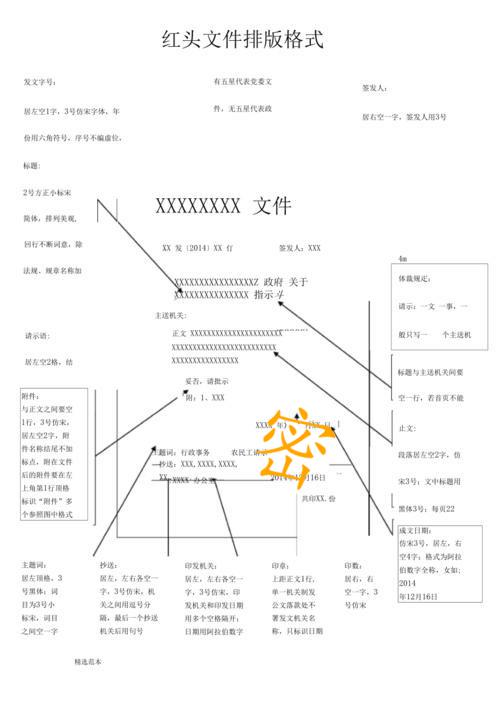 红头文件排版格式
发文字号：
居左空1字，3号仿宋字体，年
份用六角符号，序号不编虚位，
有五星代表党委文
件，无五星代表政
签发人：
居右空一字，签发人用3号
标题：
2号方正小标宋
简体，排列美观，
回行不断词意，除
法规、规章名称加
XXXXXXXX 文件
XX 发〔2014〕XX 仃
签发人：XXX
XXXXXXXXXXXXXXXZ 政府 关于
XXXXXXXXXXXXXX 指示
主送机关：
正文 XXXXXXXXXXXXXXXXXXXXXX
XXXXXXXXXXXXXXXXXXXXXXXXX
XXXXXXXXXXXXXXXX
妥否，请批示
附：1、XXX
XXXX 年
密
主题词：行政事务
农民工请
抄送：XXX，XXXX，XXXX，
XX
XXXX 办公室
2014年12月16日
共印XX.份
4m
体裁规定：
请示：一文 一事，一
般只写一 个主送机
标题与主送机关间要
空一行，若首页不能
止文：
段落居左空2字，仿
宋3号；文中标题用
黑体3号；每页22
成文日期：
仿宋3号，居左，右
空4字；格式为阿拉
伯数字全称，女如：
2014
年12月16日
请示语：
居左空2格，结
附件：
与正文之间要空
1行，3号仿宋，
居左空2字，附
件名称结尾不加
标点，附在文件
后的附件要在左
上角第1行顶格
标识“附件”多
个参照图中格式
主题词：
居左顶格，3
号黑体；词
目为3号小
标宋，词目
之间空一字
抄送：
居左，左右各空一
字，3号仿宋，机
关之间用逗号分
隔，最后一个抄送
机关后用句号
印发机关：
居左，左右各空一
字，3号仿宋，印
发机关和印发日期
用多个空格隔开；
日期用阿拉伯数字
印章：
上距正文1行，
单一机关制发
公文落款处不
署发文机关名
称，只标识日期
印数：
居右，右
空一字，3
号仿宋
精选范本